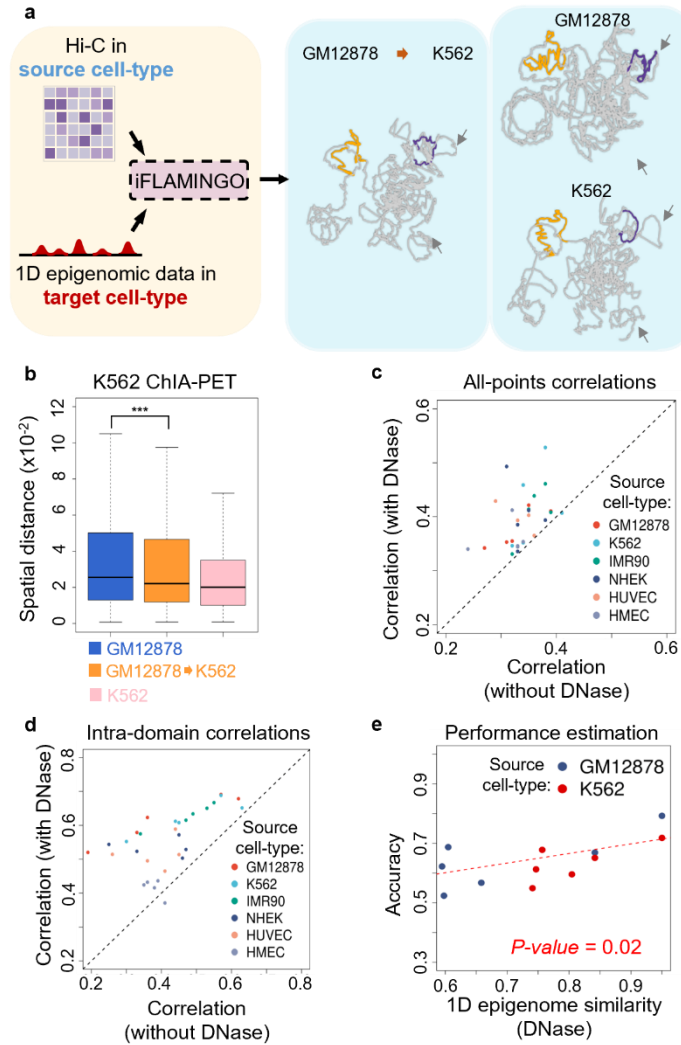 a
Hi-C in
source cell-type
iFLAMINGO
1D epigenomic data in
target cell-type
GM12878 K562
GM12878
K562
b
K562 ChIA-PET
***
Spatial distance (x10-2)
12
10
8
6
4
2
0
GM12878
GM12878 K562
K562
c
All-points correlations
Correlation (with DNase)
0.6
0.4
0.2
Source
cell-type:
GM12878
K562
IMR90
NHEK
HUVEC
HMEC
0.2 0.4 0.6
Correlation
(without DNase)
d
Intra-domain correlations
Correlation (with DNase)
0.8
0.6
0.4
0.2
Source
cell-type:
GM12878
K562
IMR90
NHEK
HUVEC
HMEC
0.2 0.4 0.6 0.8
Correlation
(without DNase)
e
Performance estimation
Accuracy
0.9
0.7
0.5
0.3
Source
cell-type:
GM12878
K562
P-value = 0.02
0.6 0.7 0.8 0.9
1D epigenome similarity
(DNase)